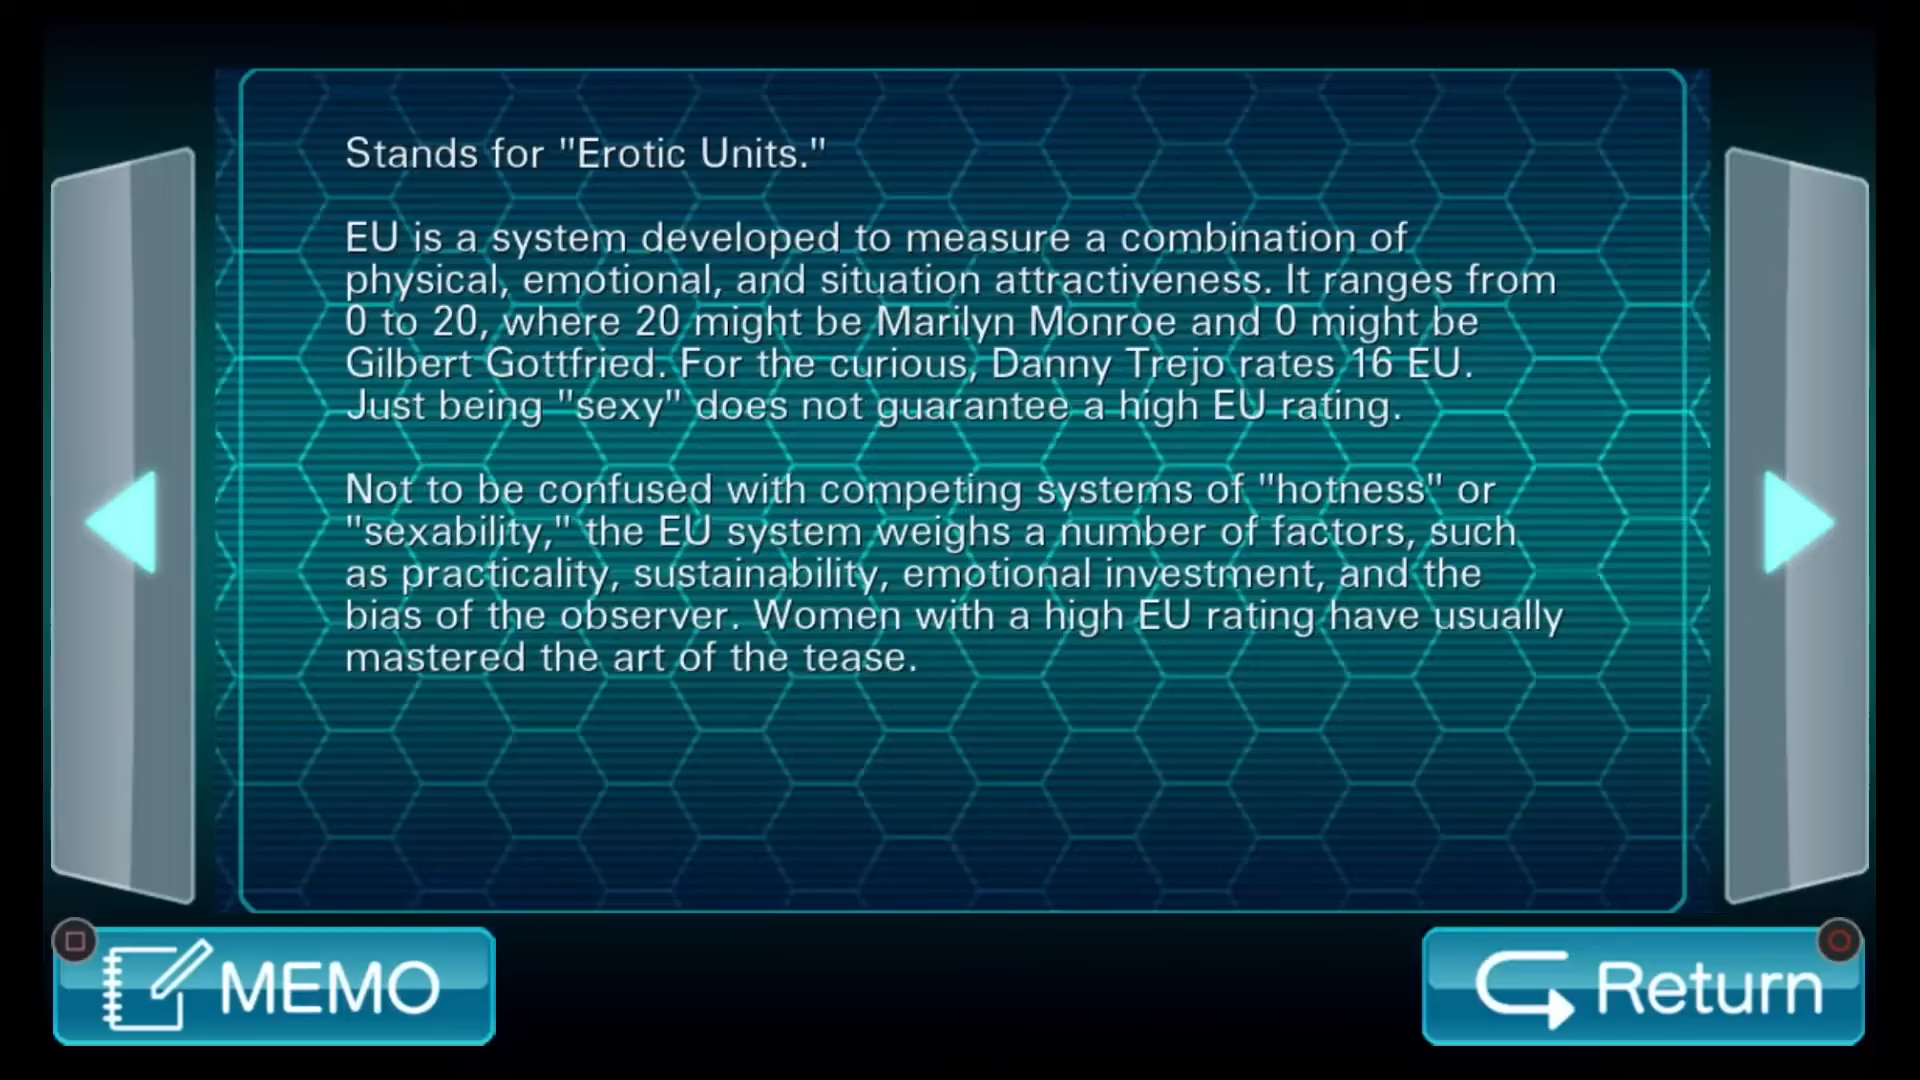 Stands for "Erotic Units."
EU is a system developed to measure a combination of
physical, emotional, and situation attractiveness. It ranges from
0 to 20, where 20 might be Marilyn Monroe and 0 might be
Gilbert Gottfried. For the curious, Danny Trejo rates 16 EU.
Just being "sexy" does not guarantee a high EU rating.
Not to be confused with competing systems of "hotness" or
"sexability," the EU system weighs a number of factors, such
as practicality, sustainability, emotional investment, and the
bias of the observer. Women with a high EU rating have usually
mastered the art of the tease.
MEMO
Return